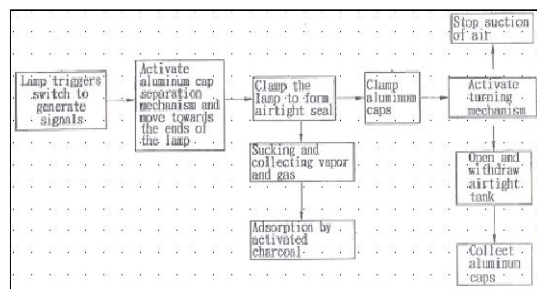 Stop suction
of air
Lamp triggers
switch to
generate
signals
Activate
aluminum cap
separation
mechanism and
move towards
the ends of
the lamp
Clamp the
lamp to form
airtight seal
Clamp
aluminum
caps
Activate
turning
mechanism
Sucking and
collecting vapor
and gas
Open and
withdraw
airtight
tank
Adsorption by
activated
charcoal
Collect
aluminum
caps